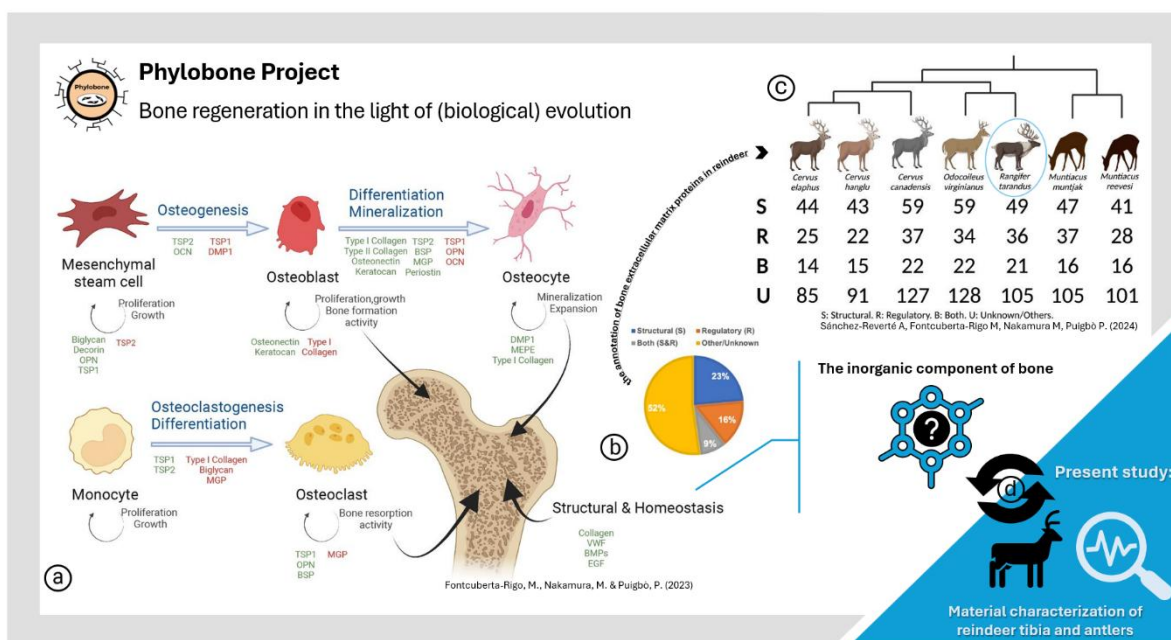 Phylobone
Phylobone Project
Bone regeneration in the light of (biological) evolution
Mesenchymal
steam cell
Osteogenesis
TSP2 TSP1
OCN DMP1
Osteoblast
Differentiation
Mineralization
Type I Collagen TSP2 TSP1
Type II Collagen BSP OPN
Osteonectin MGP OCN
Keratocan Periostin
Osteocyte
Proliferation
Growth
Biglycan
Decorin TSP2
OPN
TSP1
Proliferation,growth
Bone formation
activity
Osteonectin Type I
Keratocan Collagen
Mineralization
Expansion
DMP1
MEPE
Type I Collagen
Monocyte
Osteoclastogenesis
Differentiation
TSP1 Type I Collagen
TSP2 Biglycan
MGP
Osteoclast
Proliferation
Growth
Bone resorption
activity
TSP1 MGP
OPN
BSP
Structural & Homeostasis
Collagen
VWF
BMPs
EGF
a
Fontcuberta-Rigo, M., Nakamura, M. & Puigbò, P. (2023)
the annotation of bone extracellular matrix proteins in reindeer
Structural (S) Regulatory (R)
Both (S&R) Other/Unknown
23%
16%
9%
52%
b
c
Cervus elaphus Cervus hanglu Cervus canadensis Odocoileus virginianus Rangifer tarandus Muntiacus muntjak Muntiacus reevesi
S 44 43 59 59 49 47 41
R 25 22 37 34 36 37 28
B 14 15 22 22 21 16 16
U 85 91 127 128 105 105 101
S: Structural. R: Regulatory. B: Both. U: Unknown/Others.
Sánchez-Reverté A, Fontcuberta-Rigo M, Nakamura M, Puigbò P. (2024)
The inorganic component of bone
?
d
Present study:
Material characterization of
reindeer tibia and antlers